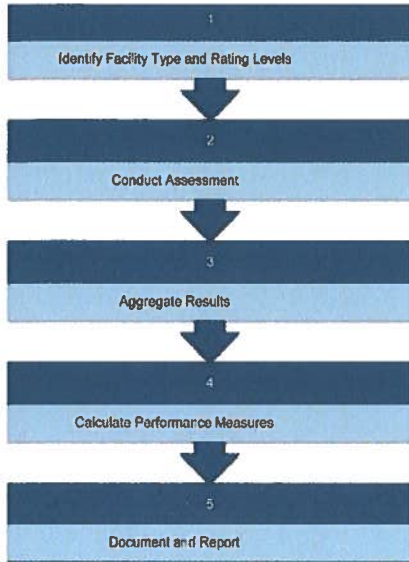 1
Identify Facility Type and Rating Levels
2
Conduct Assessment
3
Aggregate Results
4
Calculate Performance Measures
5
Document and Report